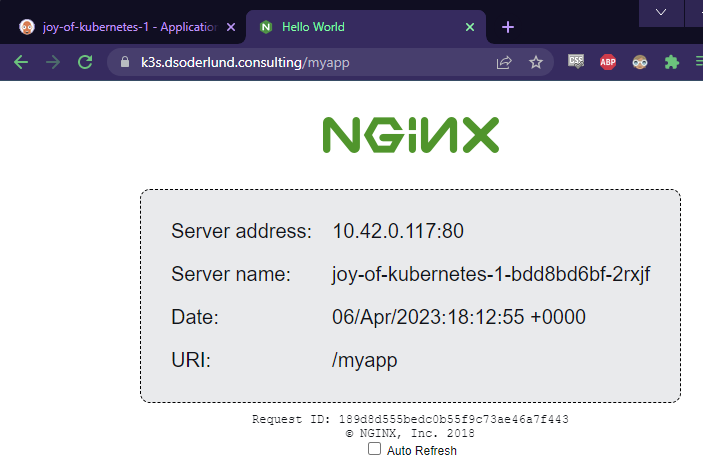 joy-of-kubernetes-1 - Application
Hello World
k3s.dsoderlund.consulting/myapp
CSP
ABP
NGINX
Server address: 10.42.0.117:80
Server name: joy-of-kubernetes-1-bdd8bd6bf-2rxjf
Date: 06/Apr/2023:18:12:55 +0000
URI: /myapp
Request ID: 189d8d555bedc0b55f9c73ae46a7f443
© NGINX, Inc. 2018
Auto Refresh